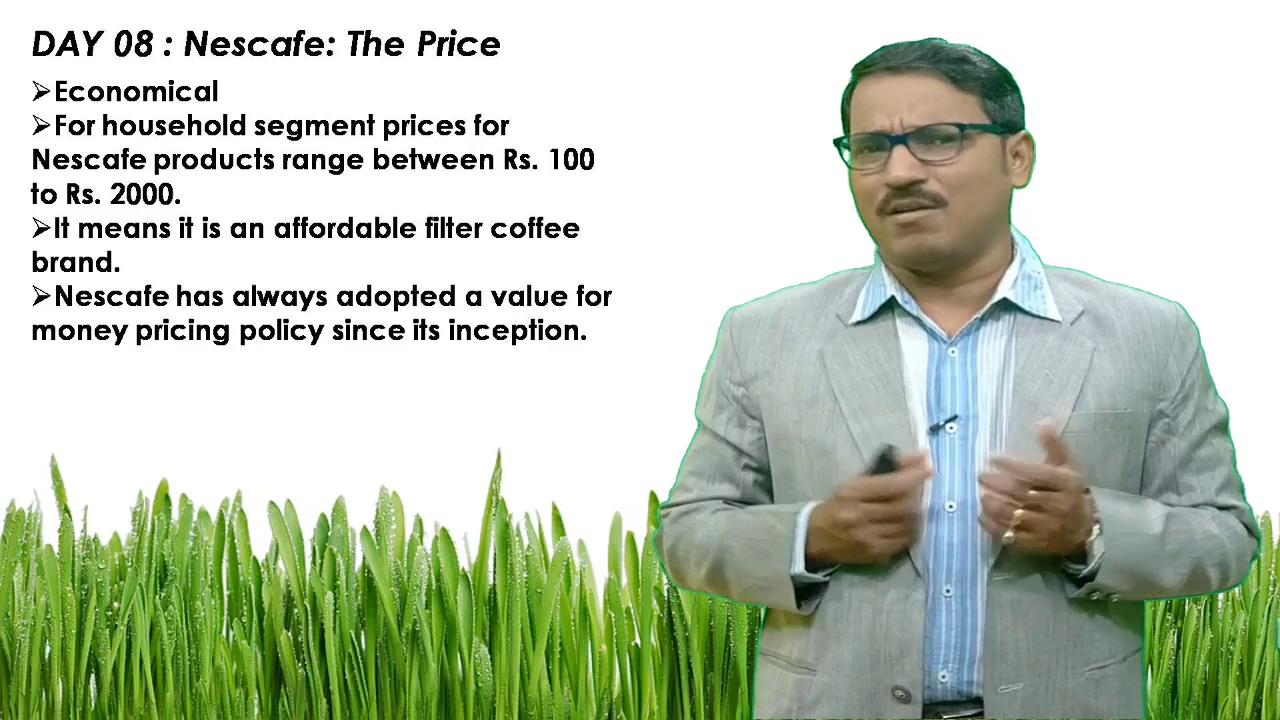 DAY 08 : Nescafe: The Price
➢Economical
➢For household segment prices for
Nescafe products range between Rs. 100
to Rs. 2000.
➢It means it is an affordable filter coffee
brand.
➢Nescafe has always adopted a value for
money pricing policy since its inception.